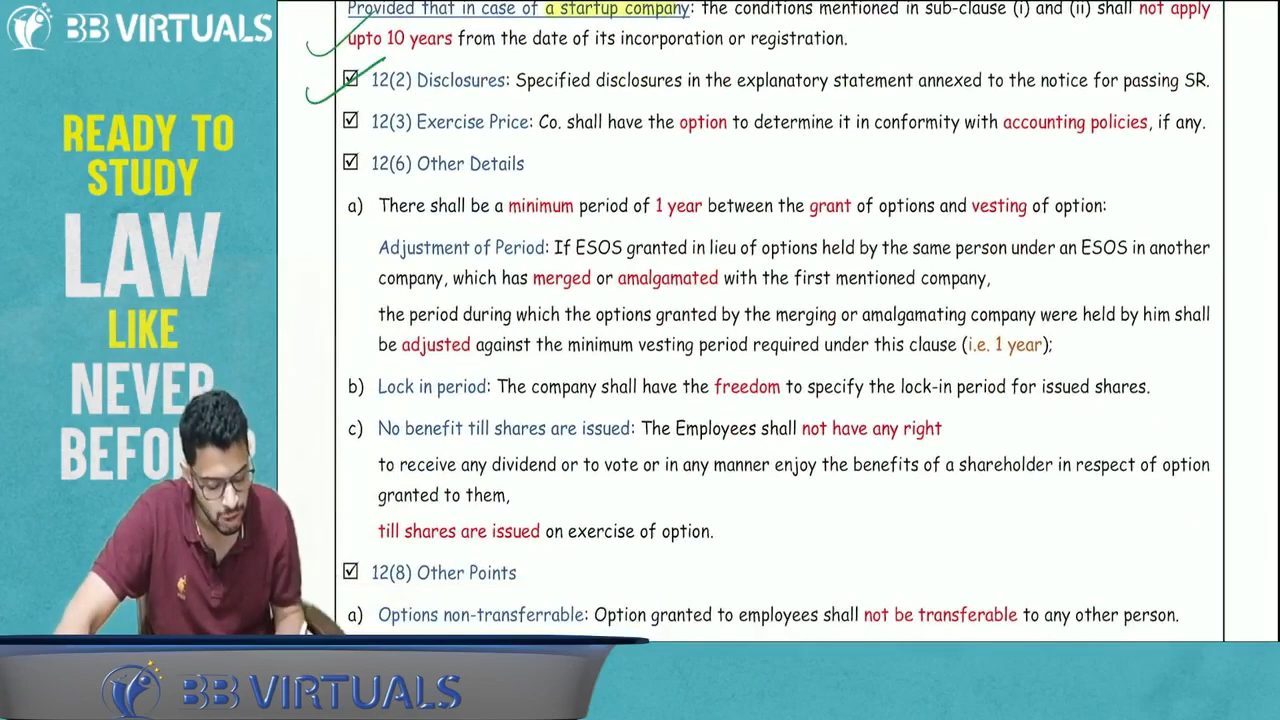 BB VIRTUALS
READY TO
STUDY
LAW
LIKE
NEVER
Provided that in case of a startup company: the conditions mentioned in sub-clause (i) and (ii) shall not apply
upto 10 years from the date of its incorporation or registration.
12(2) Disclosures: Specified disclosures in the explanatory statement annexed to the notice for passing SR.
12(3) Exercise Price: Co. shall have the option to determine it in conformity with accounting policies, if any.
12(6) Other Details
a) There shall be a minimum period of 1 year between the grant of options and vesting of option:
Adjustment of Period: If ESOS granted in lieu of options held by the same person under an ESOS in another
company, which has merged or amalgamated with the first mentioned company,
the period during which the options granted by the merging or amalgamating company were held by him shall
be adjusted against the minimum vesting period required under this clause (i.e. 1 year);
b) Lock in period: The company shall have the freedom to specify the lock-in period for issued shares.
c) No benefit till shares are issued: The Employees shall not have any right
to receive any dividend or to vote or in any manner enjoy the benefits of a shareholder in respect of option
granted to them,
till shares are issued on exercise of option.
12(8) Other Points
a) Options non-transferrable: Option granted to employees shall not be transferable to any other person.
BB VIRTUALS